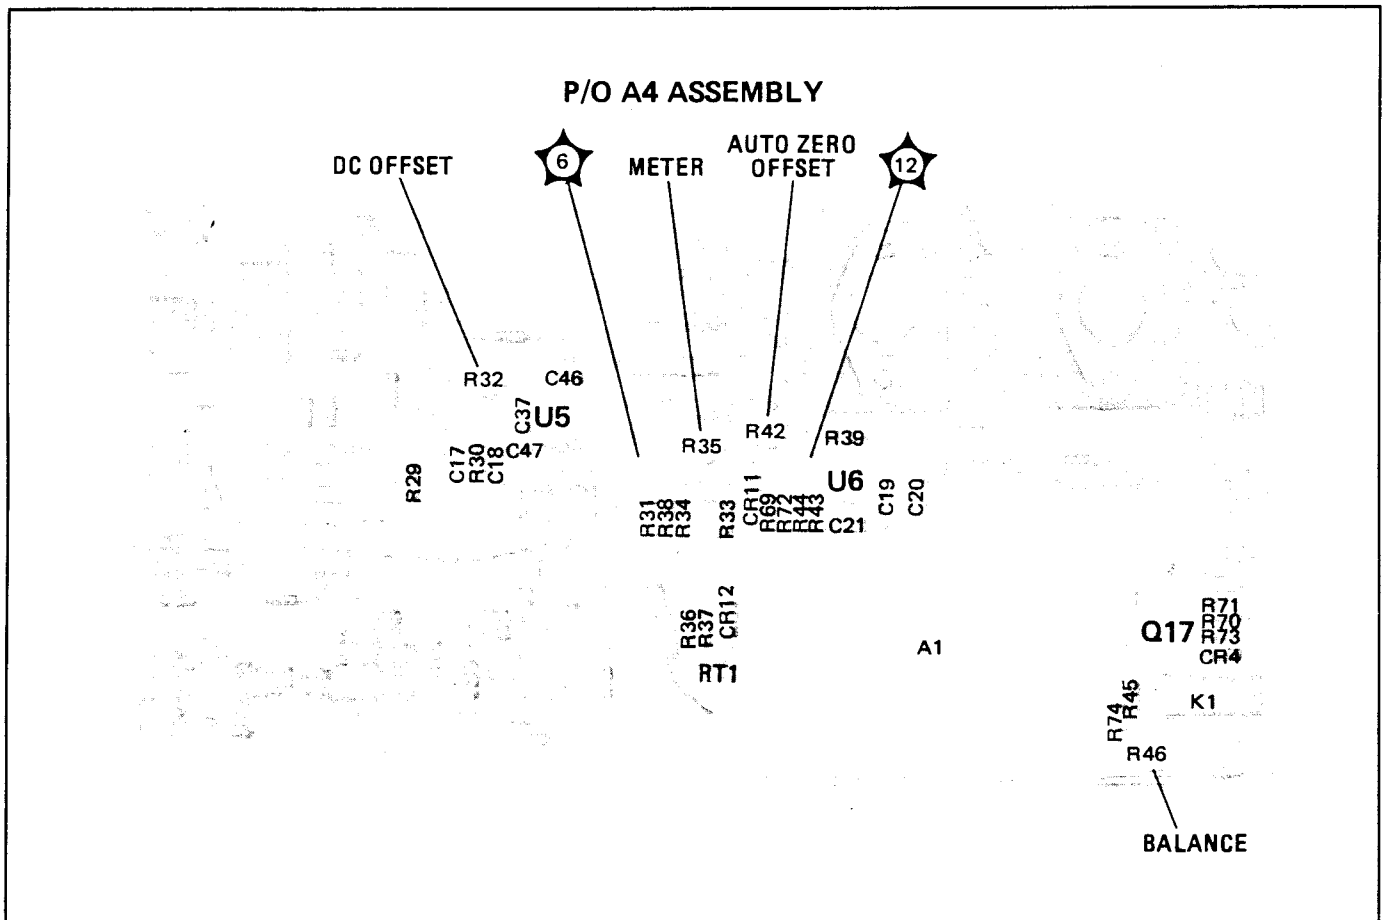 P/O A4 ASSEMBLY
DC OFFSET
6
METER
AUTO ZERO
OFFSET
12
R32
C46
C37
U5
C47
R29
C17
R30
C18
R35
R42
R39
U6
C19
C20
R31
R38
R34
R33
CR11
R69
R72
R44
R43
C21
R36
R37
CR12
RT1
A1
Q17
R71
R70
R73
CR4
K1
R74
R45
R46
BALANCE